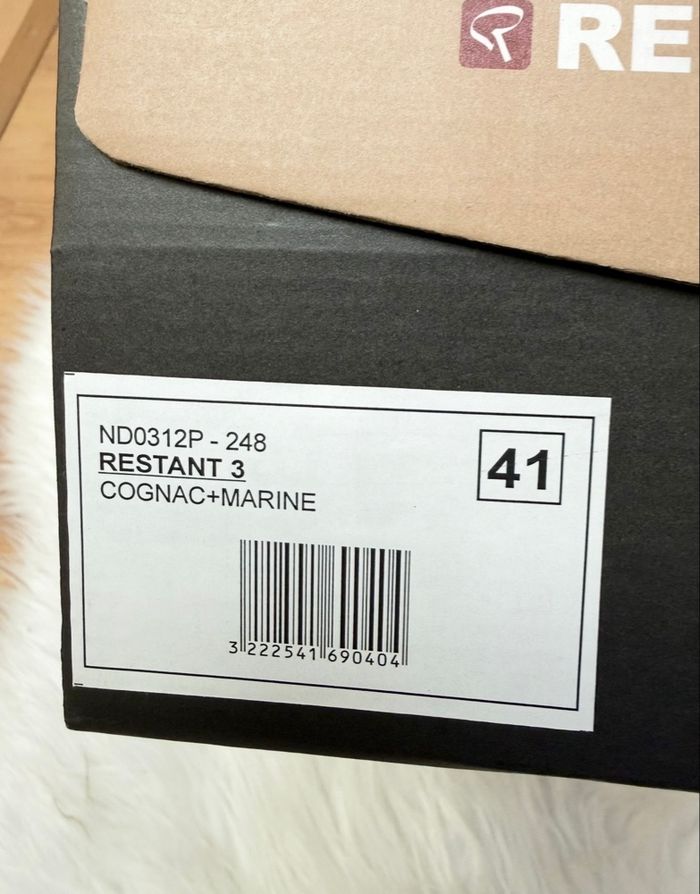 RE
ND0312P - 248
RESTANT 3
COGNAC+MARINE
41
3 222541 690404